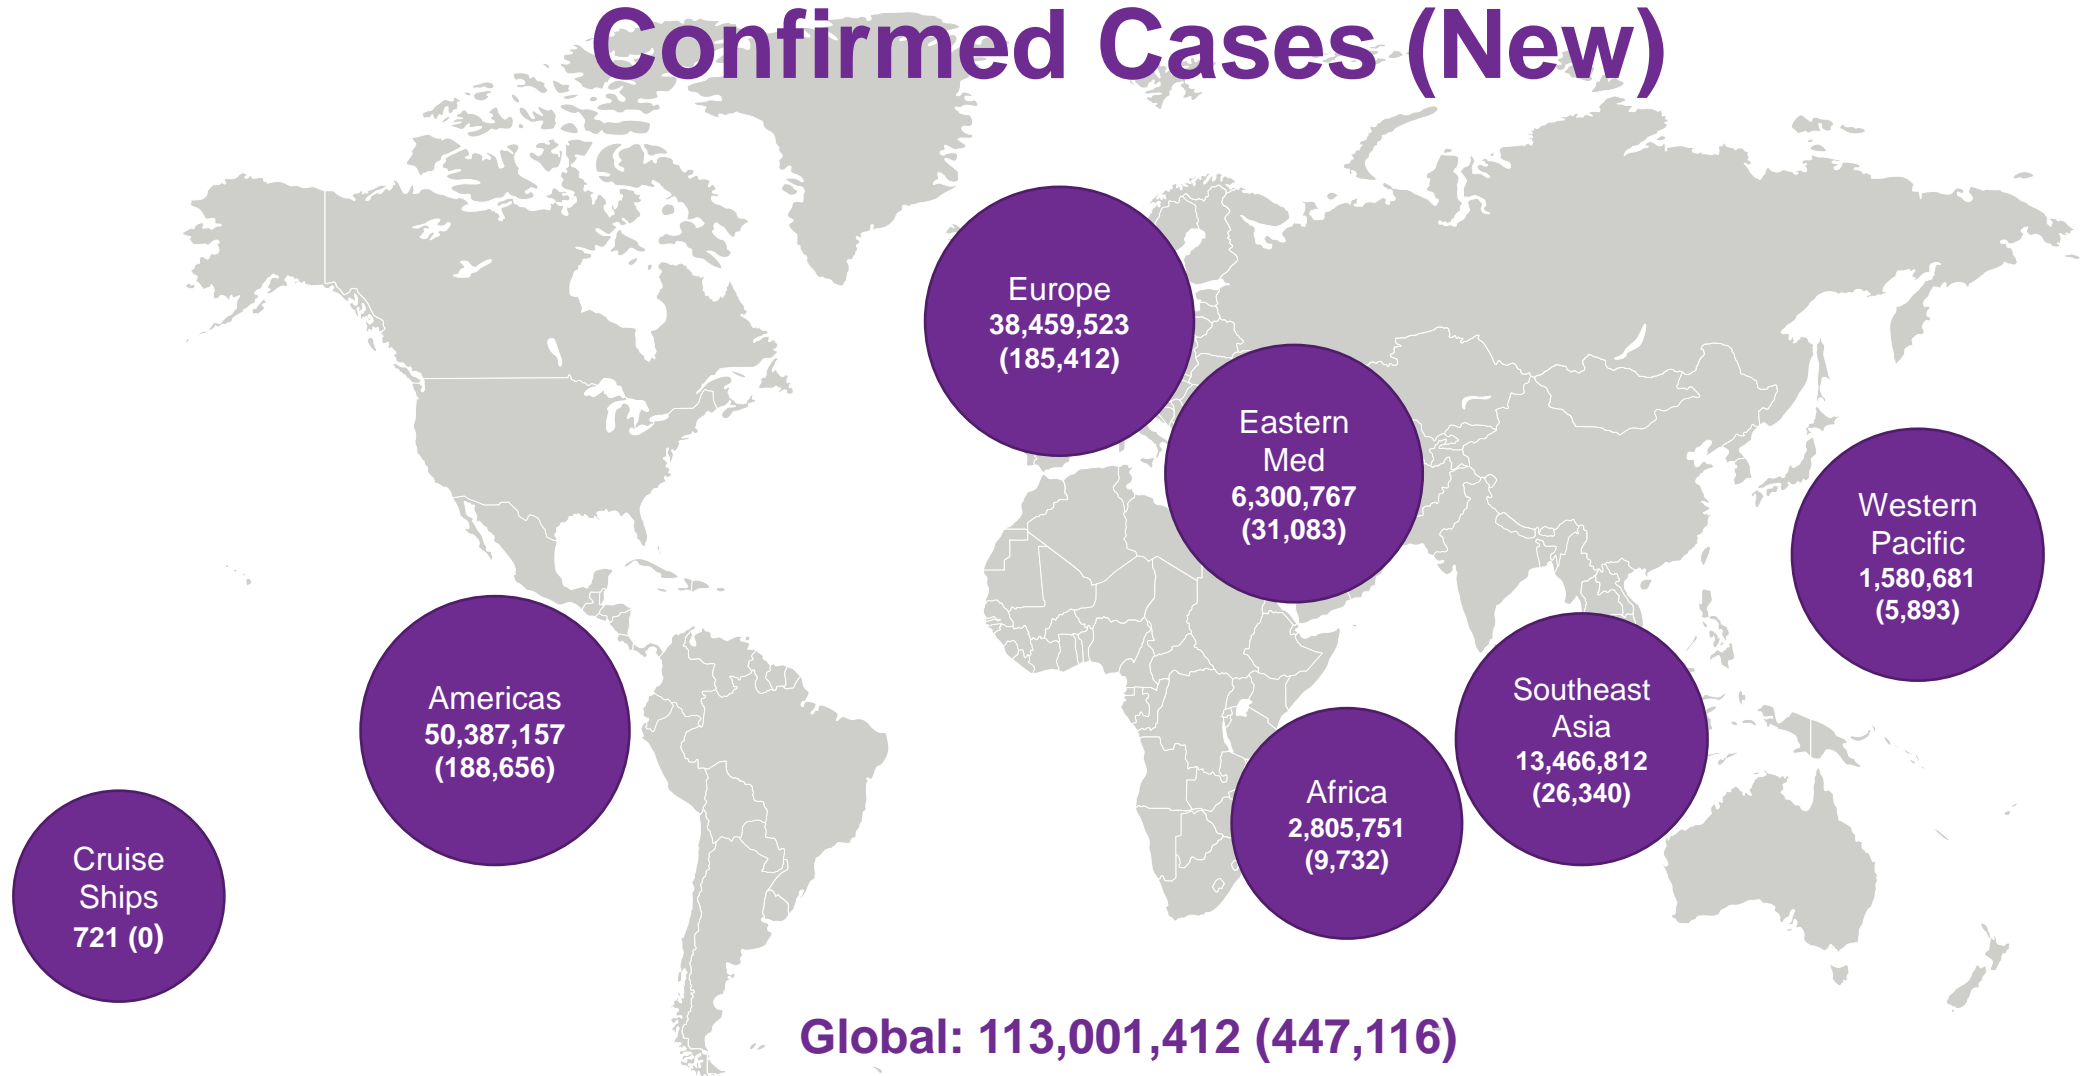 Confirmed Cases (New)
Europe
38,459,523
(185,412)
Eastern
Med
6,300,767
(31,083)
Western
Pacific
1,580,681
(5,893)
Americas
50,387,157
(188,656)
Southeast
Asia
13,466,812
(26,340)
Africa
2,805,751
(9,732)
Cruise
Ships
721 (0)
Global: 113,001,412 (447,116)